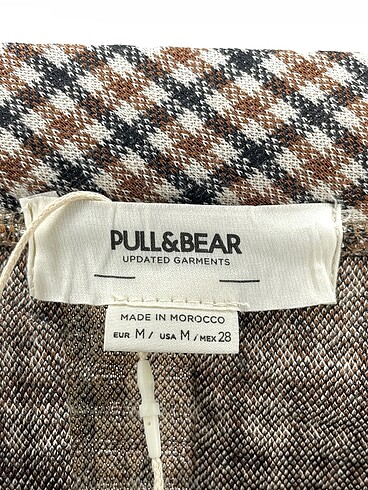 PULL&BEAR
UPDATED GARMENTS
MADE IN MOROCCO
EUR M / USA M / MEX 28